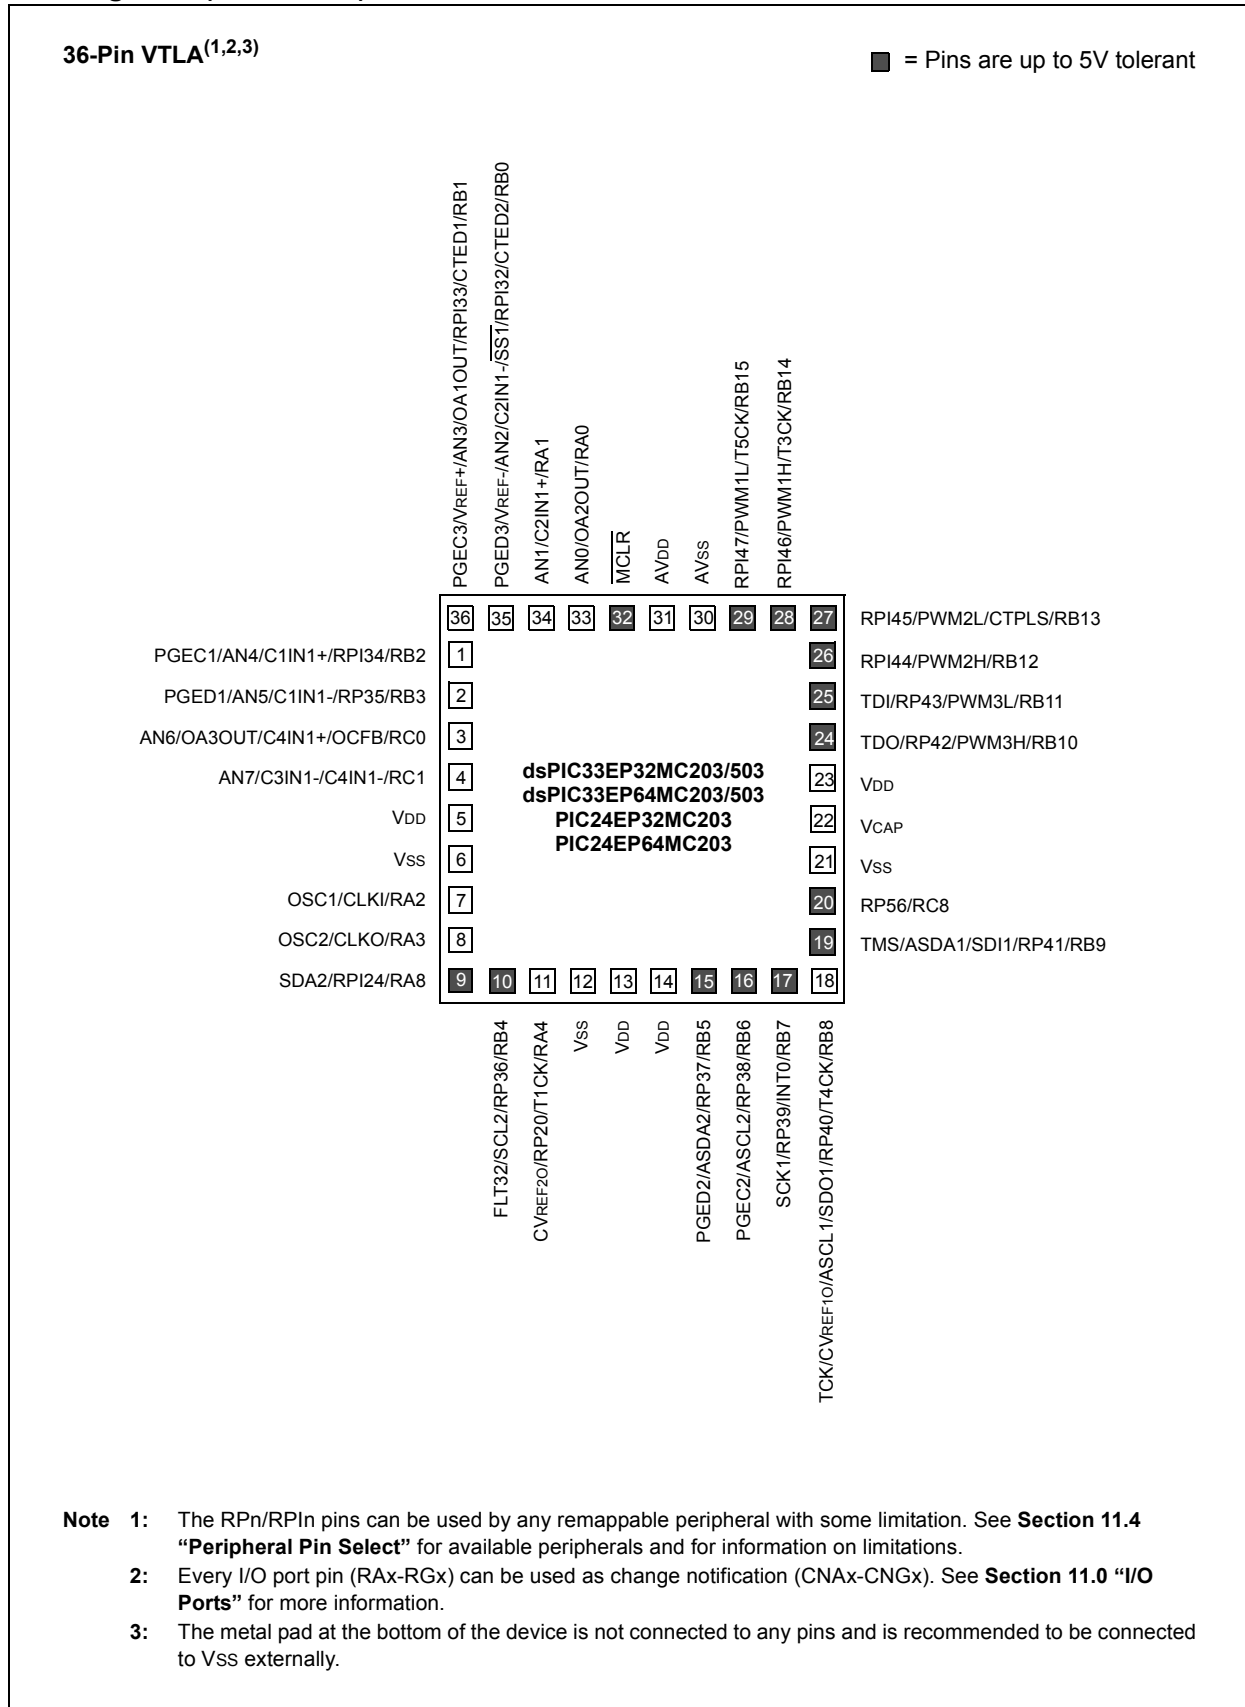 36-Pin VTLA(1,2,3)
= Pins are up to 5V tolerant
PGEC3/VREF+/AN3/OA1OUT/RPI33/CTED1/RB1
PGED3/VREF-/AN2/C2IN1-/SS1/RPI32/CTED2/RB0
AN1/C2IN1+/RA1
AN0/OA2OUT/RA0
MCLR
AVDD
AVSS
RPI47/PWM1L/T5CK/RB15
RPI46/PWM1H/T3CK/RB14
36 35 34 33 32 31 30 29 28 27 RPI45/PWM2L/CTPLS/RB13
PGEC1/AN4/C1IN1+/RPI34/RB2 1 26 RPI44/PWM2H/RB12
PGED1/AN5/C1IN1-/RP35/RB3 2 25 TDI/RP43/PWM3L/RB11
AN6/OA3OUT/C4IN1+/OCFB/RC0 3 24 TDO/RP42/PWM3H/RB10
AN7/C3IN1-/C4IN1-/RC1 4 23 VDD
dsPIC33EP32MC203/503
dsPIC33EP64MC203/503
PIC24EP32MC203
PIC24EP64MC203
VDD 5 22 VCAP
VSS 6 21 VSS
OSC1/CLKI/RA2 7 20 RP56/RC8
OSC2/CLKO/RA3 8 19 TMS/ASDA1/SDI1/RP41/RB9
SDA2/RPI24/RA8 9 10 11 12 13 14 15 16 17 18
FLT32/SCL2/RP36/RB4
CVREF2O/RP20/T1CK/RA4
VSS
VDD
VDD
PGED2/ASDA2/RP37/RB5
PGEC2/ASCL2/RP38/RB6
SCK1/RP39/INT0/RB7
TCK/CVREF1O/ASCL1/SDO1/RP40/T4CK/RB8
Note 1: The RPn/RPIn pins can be used by any remappable peripheral with some limitation. See Section 11.4
“Peripheral Pin Select” for available peripherals and for information on limitations.
2: Every I/O port pin (RAx-RGx) can be used as change notification (CNAx-CNGx). See Section 11.0 “I/O
Ports” for more information.
3: The metal pad at the bottom of the device is not connected to any pins and is recommended to be connected
to VSS externally.